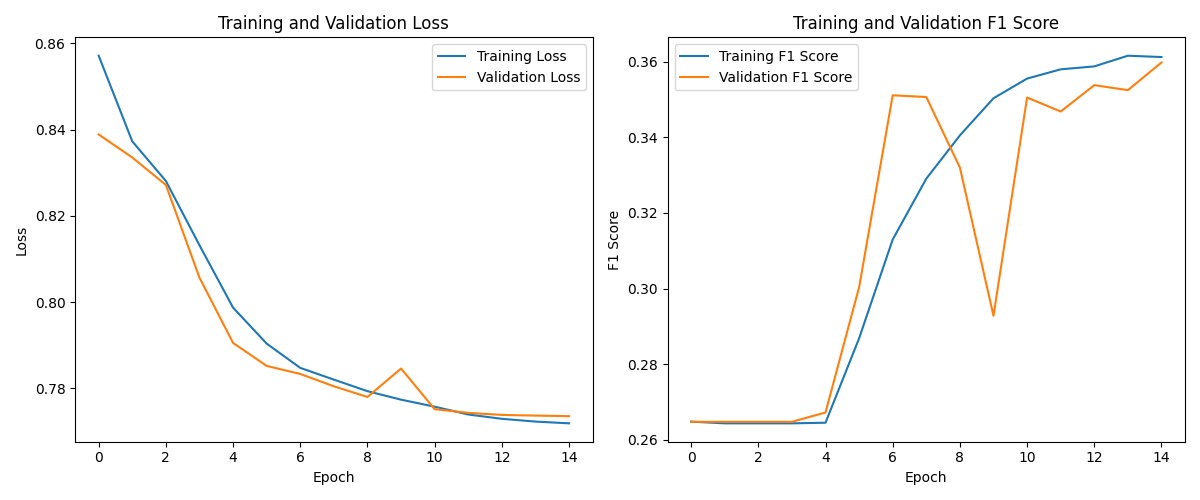 Training and Validation Loss
Training Loss
Validation Loss
0.86
0.84
0.82
0.80
0.78
Loss
0 2 4 6 8 10 12 14
Epoch
Training and Validation F1 Score
Training F1 Score
Validation F1 Score
0.36
0.34
0.32
0.30
0.28
0.26
F1 Score
0 2 4 6 8 10 12 14
Epoch